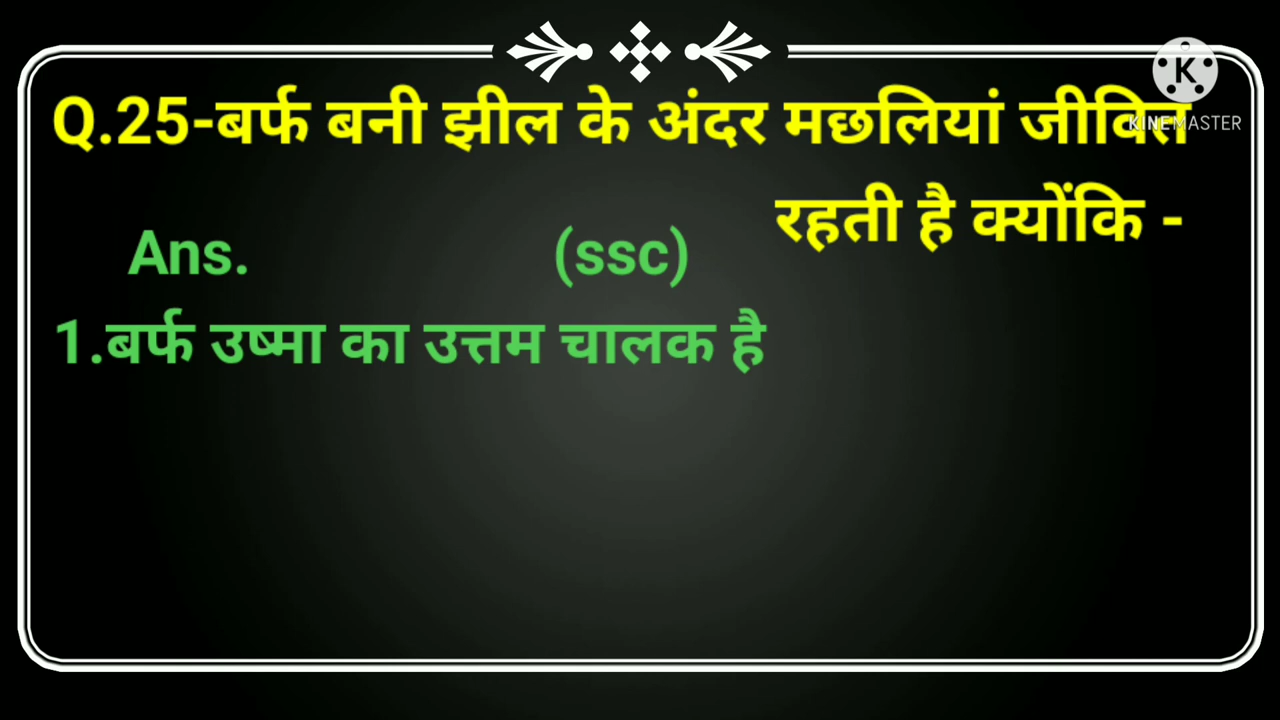 Q.25-बर्फ बनी झील के अंदर मछलियां जीवित
रहती है क्योंकि -
Ans. (ssc)
1.बर्फ उष्मा का उत्तम चालक है
K
KINEMASTER